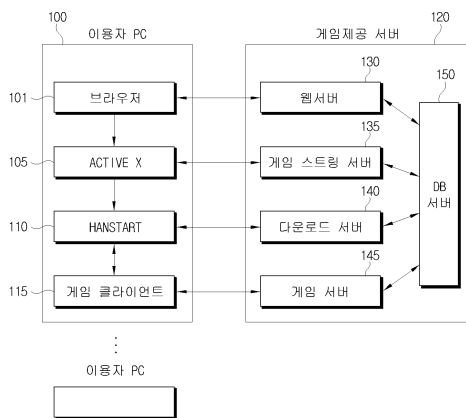 100
이용자 PC
게임제공 서버
120
101
브라우저
130
웹서버
150
105
ACTIVE X
135
게임 스트링 서버
DB
서버
110
HANSTART
140
다운로드 서버
115
게임 클라이언트
145
게임 서버
이용자 PC